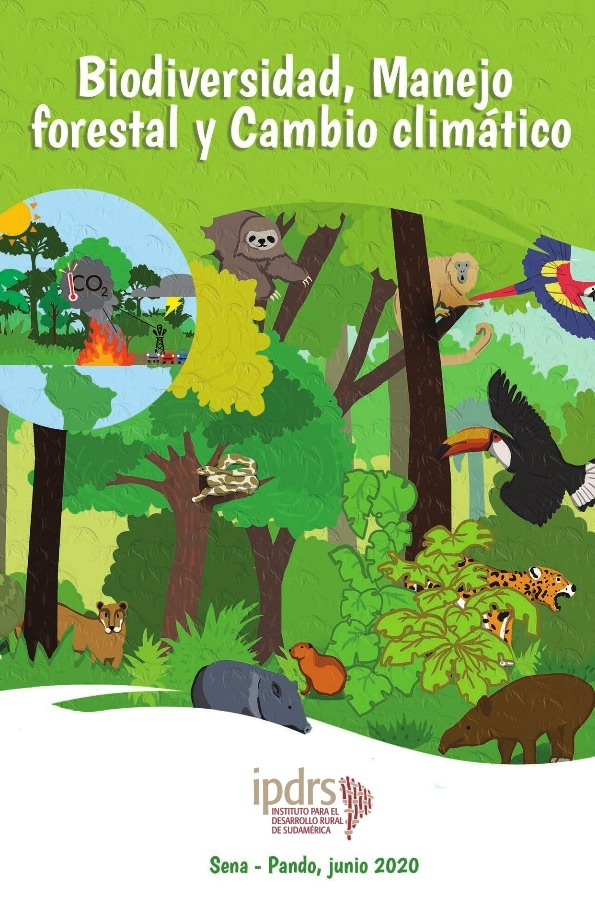 Biodiversidad, Manejo
forestal y Cambio climático
CO2
ipdrs
INSTITUTO PARA EL
DESARROLLO RURAL
DE SUDAMÉRICA
Sena - Pando, junio 2020